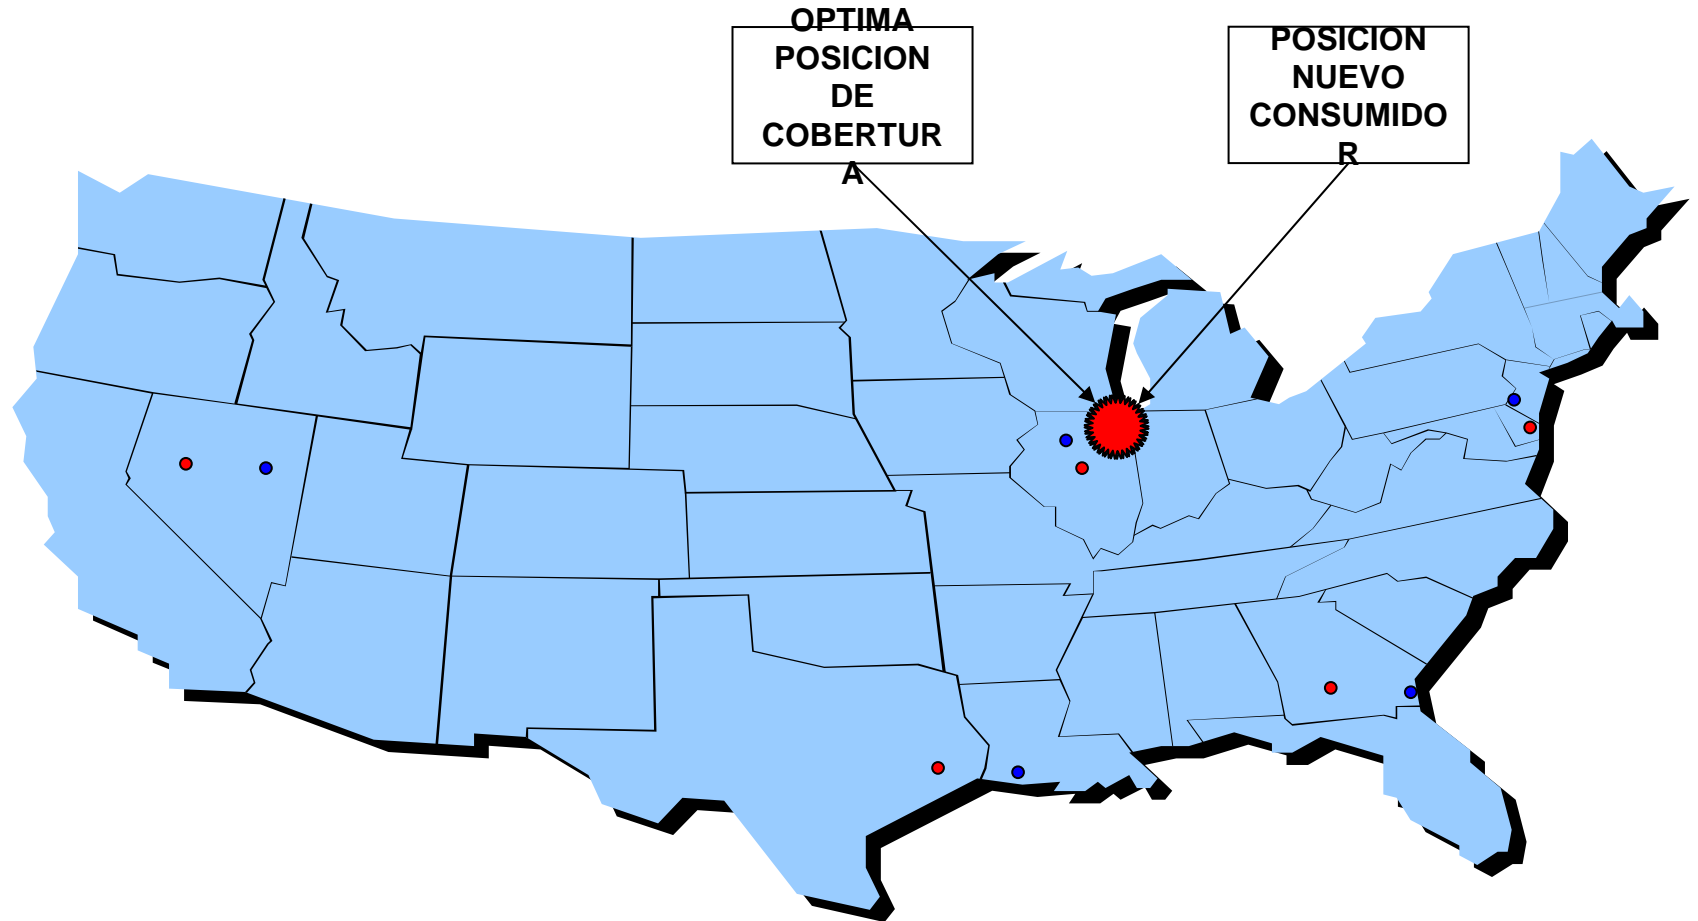 OPTIMA
POSICION
DE
COBERTUR
A
POSICION
NUEVO
CONSUMIDO
R